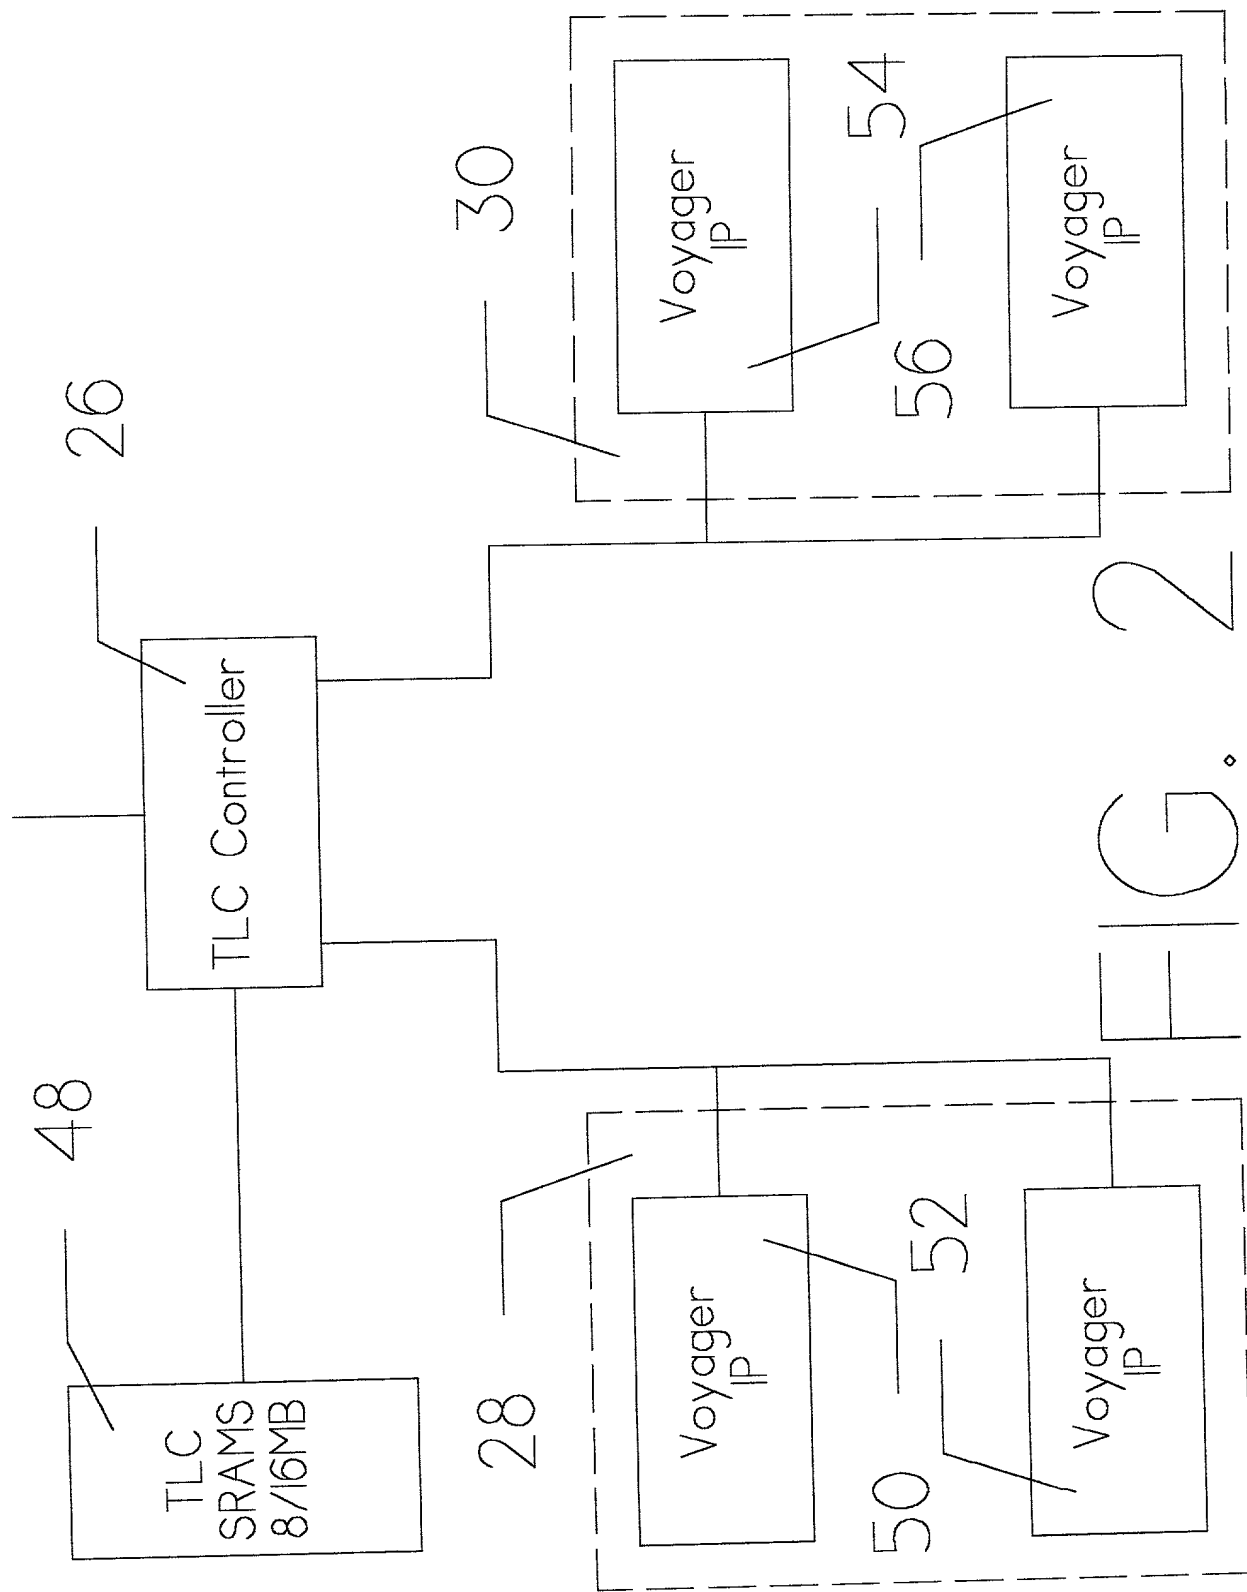 48
26
TLC
SRAMS
8/16MB
TLC Controller
28
30
Voyager
IP
Voyager
IP
50
52
56
54
Voyager
IP
Voyager
IP
FIG. 2